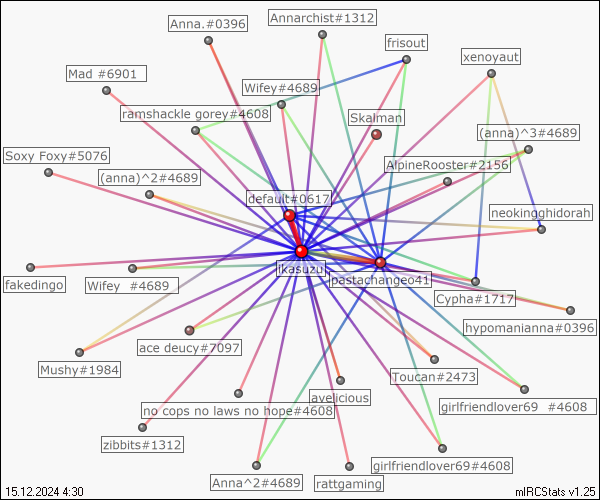 Annarchist#1312
Anna.#0396
frisout
xenoyaut
Mad #6901
Wifey#4689
ramshackle gorey#4608
Skalman
(anna)^3#4689
Soxy Foxy#5076
AlpineRooster#2156
(anna)^2#4689
default#0617
neokingghidorah
Ikasuzu
pastachange041
fakedingo
Wifey  #4689
Cypha#1717
hypomanianna#0396
ace deucy#7097
Mushy#1984
Toucan#2473
avelicious
girlfriendlover69  #4608
no cops no laws no hope#4608
zibbits#1312
girlfriendlover69#4608
Anna^2#4689
rattgaming
15.12.2024 4:30
mIRCStats v1.25